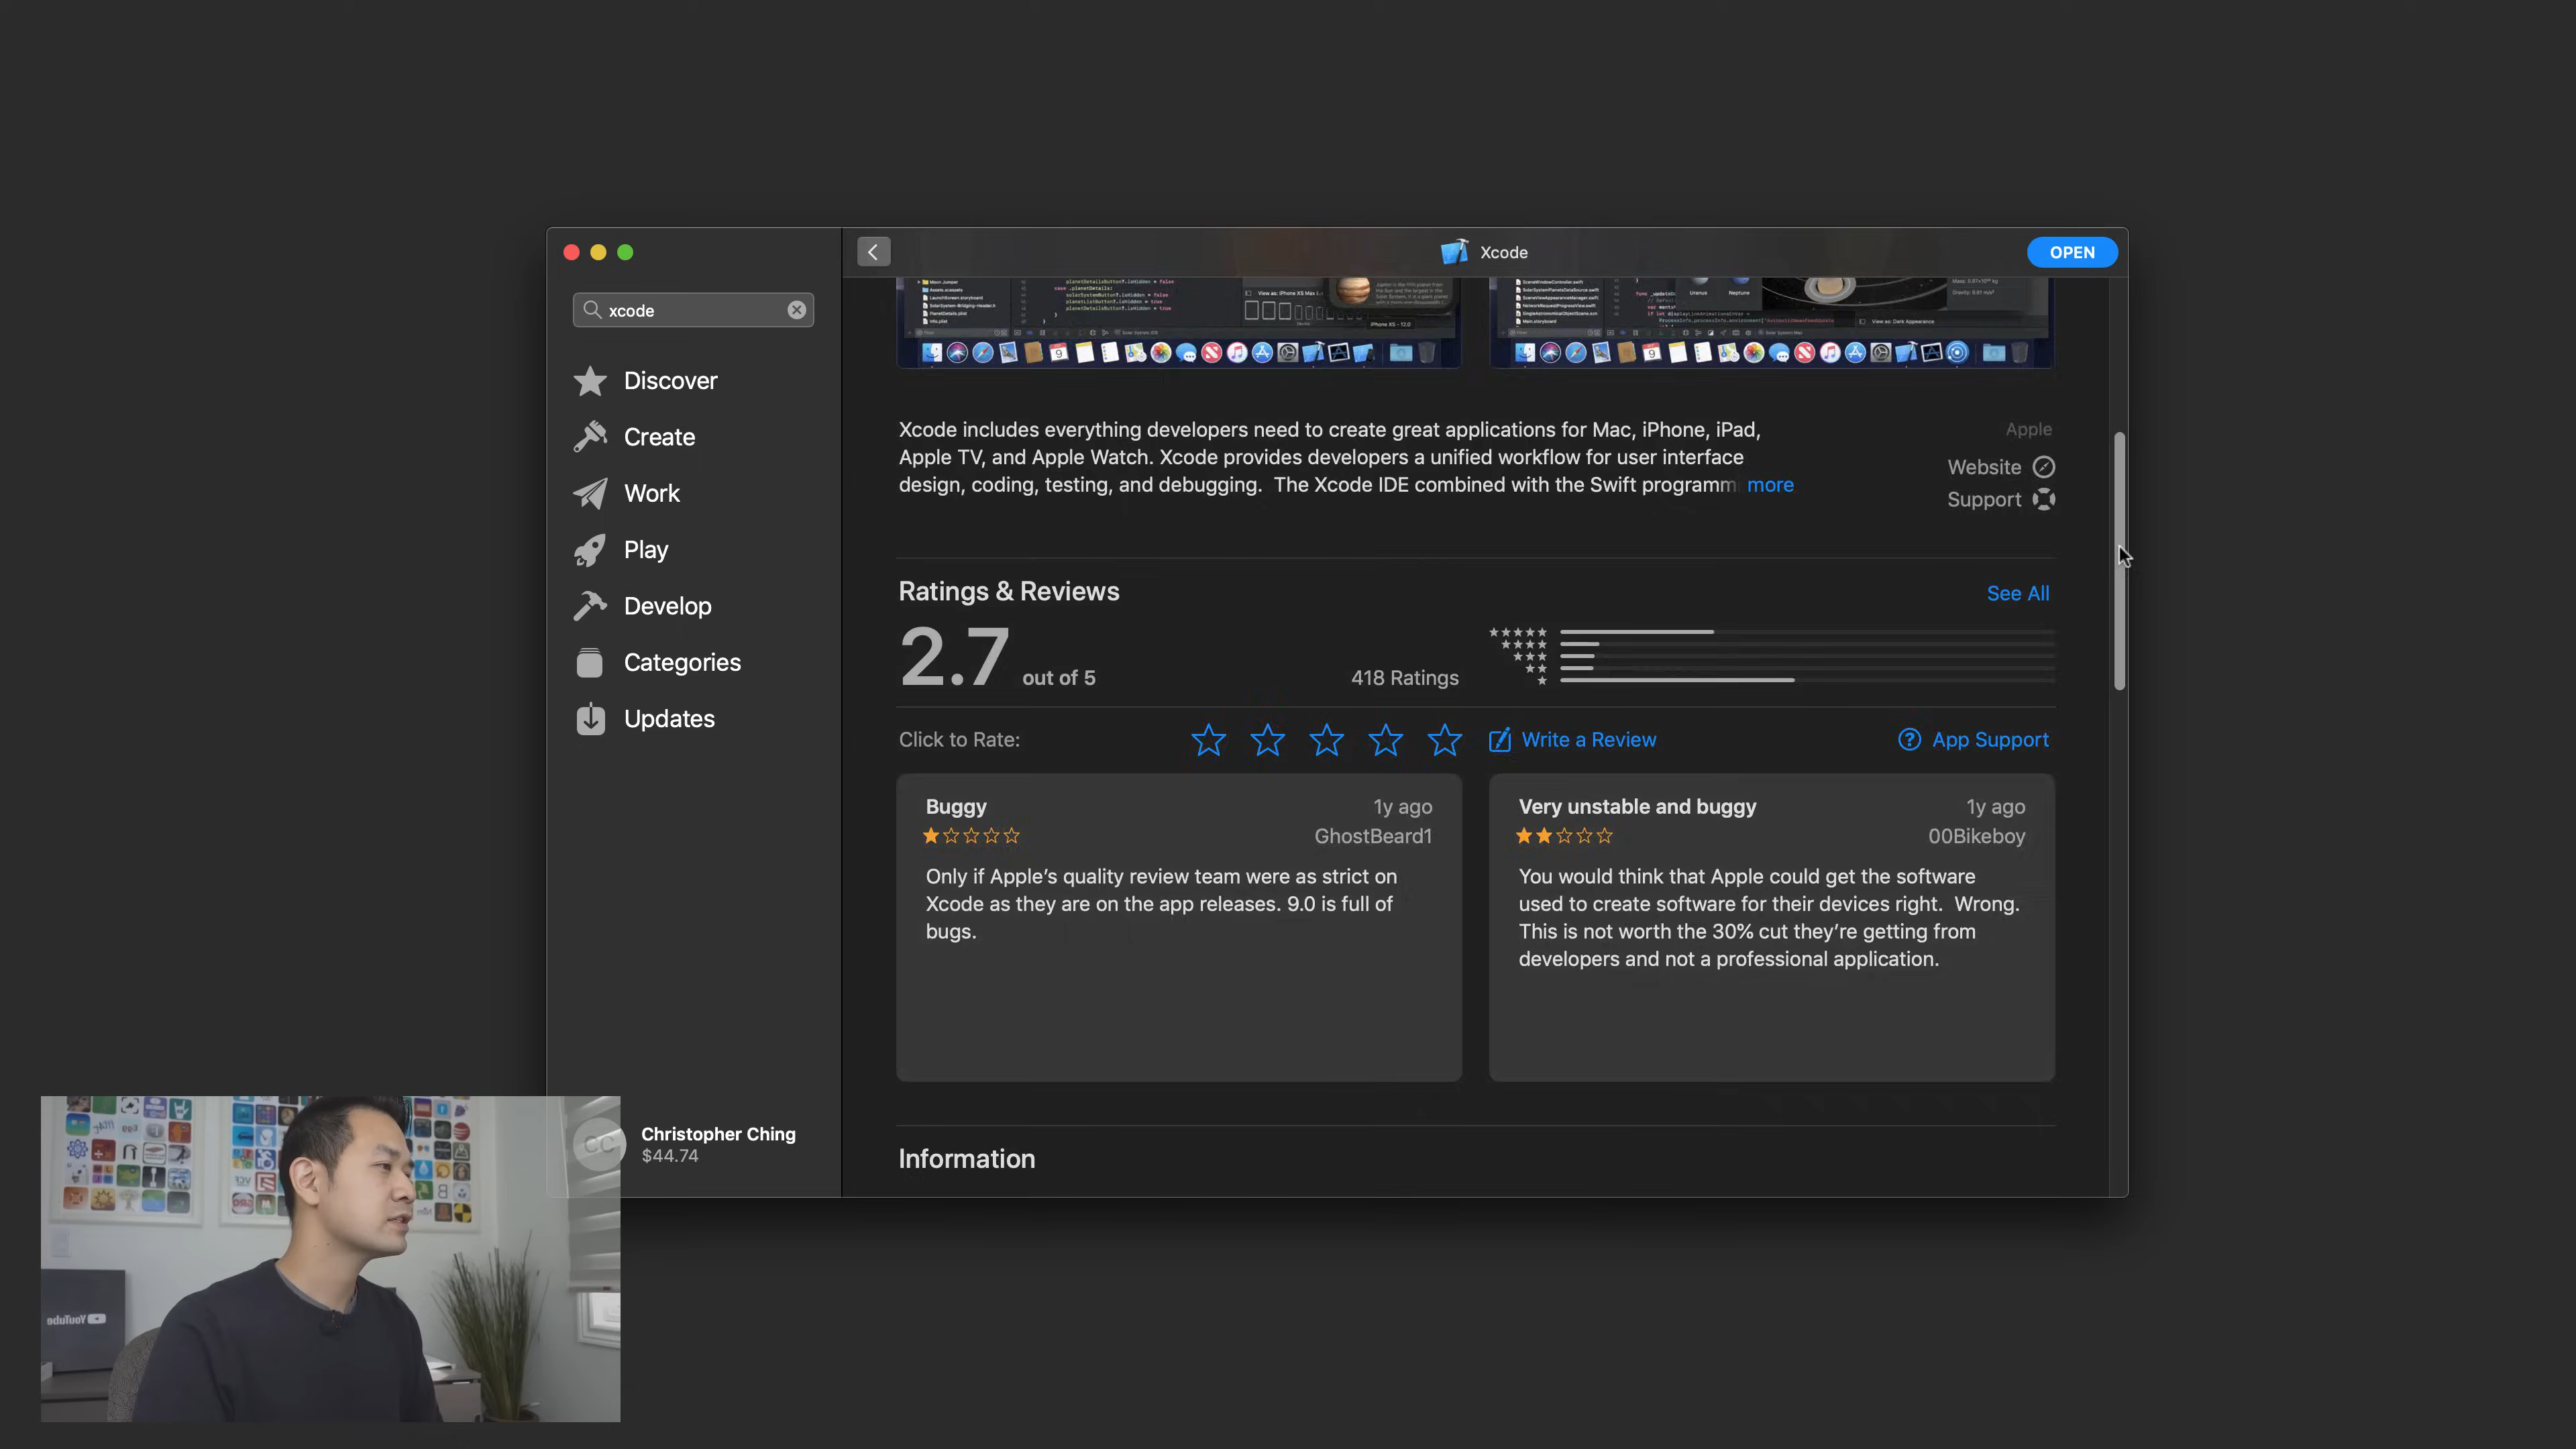 Xcode
OPEN
xcode
Discover
Create
Work
Play
Develop
Categories
Updates
Christopher Ching
$44.74
Xcode includes everything developers need to create great applications for Mac, iPhone, iPad,
Apple TV, and Apple Watch. Xcode provides developers a unified workflow for user interface
design, coding, testing, and debugging. The Xcode IDE combined with the Swift programm more
Apple
Website
Support
Ratings & Reviews
See All
2.7 out of 5
418 Ratings
Click to Rate:
Write a Review
App Support
Buggy
1y ago
GhostBeard1
Only if Apple’s quality review team were as strict on
Xcode as they are on the app releases. 9.0 is full of
bugs.
Very unstable and buggy
1y ago
00Bikeboy
You would think that Apple could get the software
used to create software for their devices right. Wrong.
This is not worth the 30% cut they’re getting from
developers and not a professional application.
Information
CC
YouTube